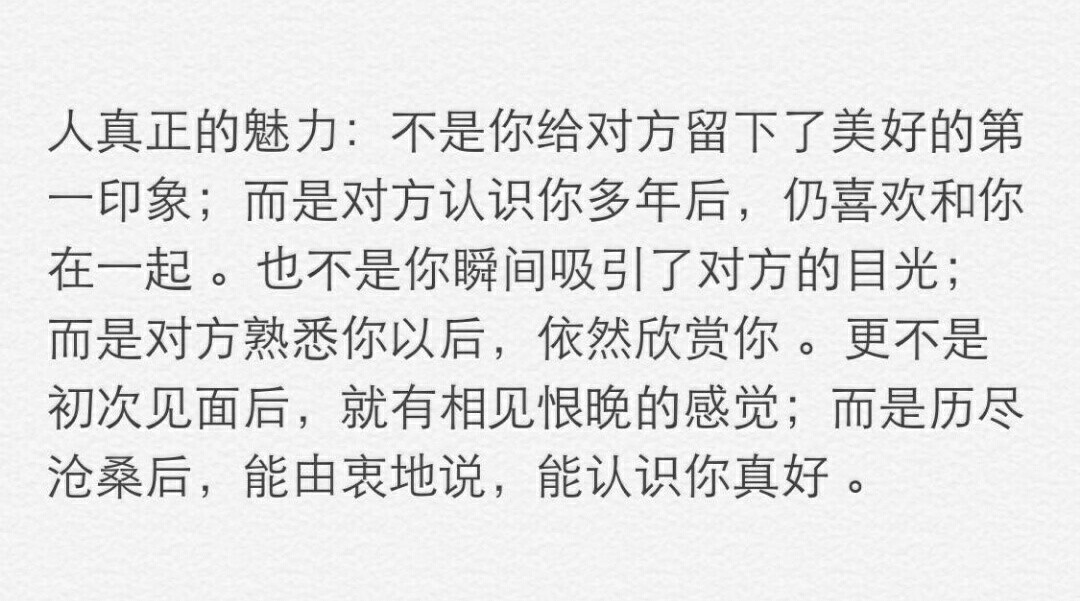 人真正的魅力：不是你给对方留下了美好的第
一印象；而是对方认识你多年后，仍喜欢和你
在一起 。也不是你瞬间吸引了对方的目光；
而是对方熟悉你以后，依然欣赏你 。更不是
初次见面后，就有相见恨晚的感觉；而是历尽
沧桑后，能由衷地说，能认识你真好 。